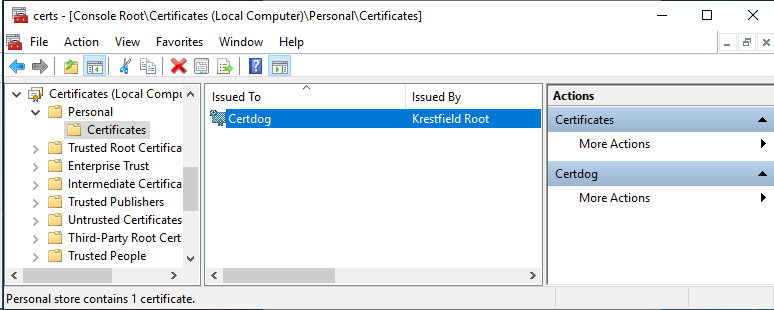 certs - [Console Root\Certificates (Local Computer)\Personal\Certificates]
File Action View Favorites Window Help
Certificates (Local Compu
Personal
Certificates
Trusted Root Certifica
Enterprise Trust
Intermediate Certifica
Trusted Publishers
Untrusted Certificates
Third-Party Root Cert
Trusted People
Issued To Issued By
Certdog Krestfield Root
Actions
Certificates
More Actions
Certdog
More Actions
Personal store contains 1 certificate.